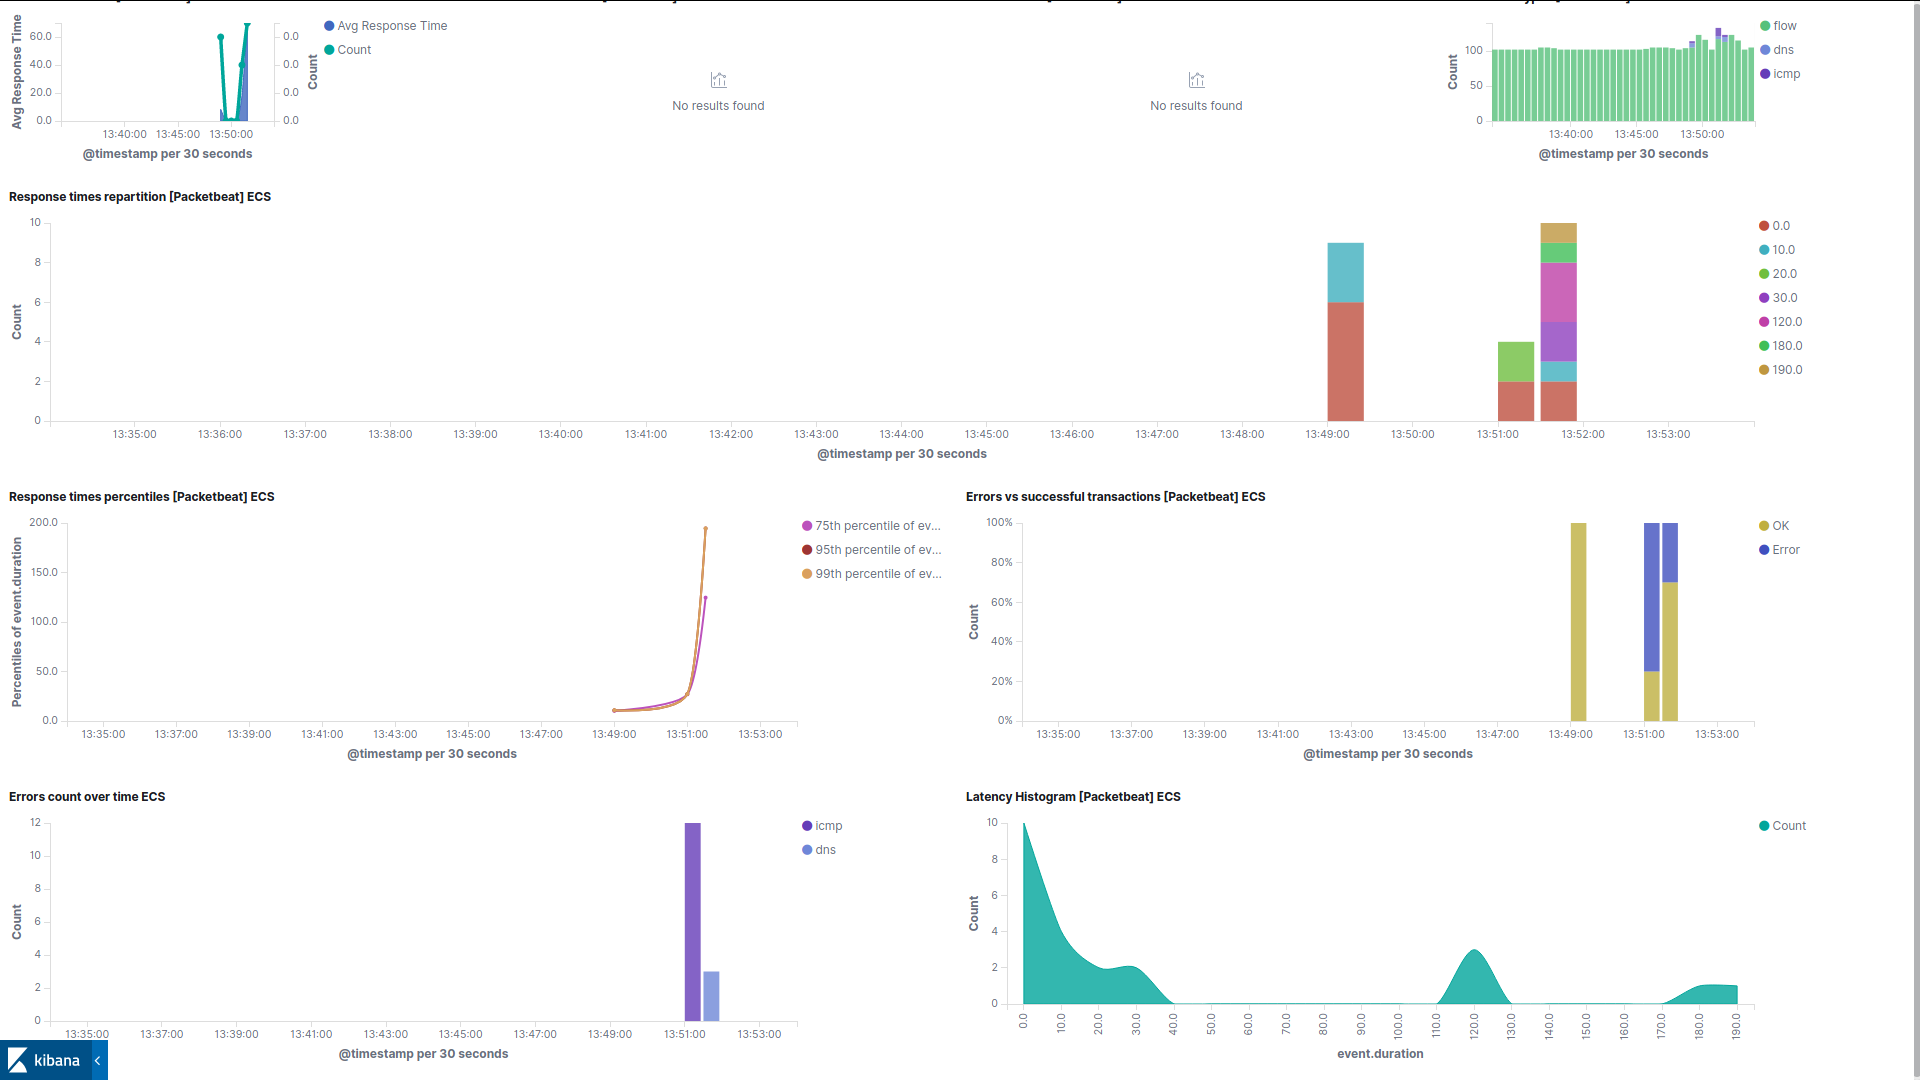 Avg Response Time
60.0
40.0
20.0
0.0
0.0
0.0
0.0
0.0
Count
13:40:00 13:45:00 13:50:00
@timestamp per 30 seconds
Avg Response Time
Count
No results found
No results found
Count
100
50
0
13:40:00 13:45:00 13:50:00
@timestamp per 30 seconds
flow
dns
icmp
Response times repartition [Packetbeat] ECS
Count
10
8
6
4
2
0
13:35:00 13:36:00 13:37:00 13:38:00 13:39:00 13:40:00 13:41:00 13:42:00 13:43:00 13:44:00 13:45:00 13:46:00 13:47:00 13:48:00 13:49:00 13:50:00 13:51:00 13:52:00 13:53:00
@timestamp per 30 seconds
0.0
10.0
20.0
30.0
120.0
180.0
190.0
Response times percentiles [Packetbeat] ECS
Percentiles of event.duration
200.0
150.0
100.0
50.0
0.0
13:35:00 13:37:00 13:39:00 13:41:00 13:43:00 13:45:00 13:47:00 13:49:00 13:51:00 13:53:00
@timestamp per 30 seconds
75th percentile of ev...
95th percentile of ev...
99th percentile of ev...
Errors vs successful transactions [Packetbeat] ECS
Count
100%
80%
60%
40%
20%
0%
13:35:00 13:37:00 13:39:00 13:41:00 13:43:00 13:45:00 13:47:00 13:49:00 13:51:00 13:53:00
@timestamp per 30 seconds
OK
Error
Errors count over time ECS
Count
12
10
8
6
4
2
0
13:35:00 13:37:00 13:39:00 13:41:00 13:43:00 13:45:00 13:47:00 13:49:00 13:51:00 13:53:00
@timestamp per 30 seconds
icmp
dns
Latency Histogram [Packetbeat] ECS
Count
10
8
6
4
2
0
0.0 10.0 20.0 30.0 40.0 50.0 60.0 70.0 80.0 90.0 100.0 110.0 120.0 130.0 140.0 150.0 160.0 170.0 180.0 190.0
event.duration
Count
kibana